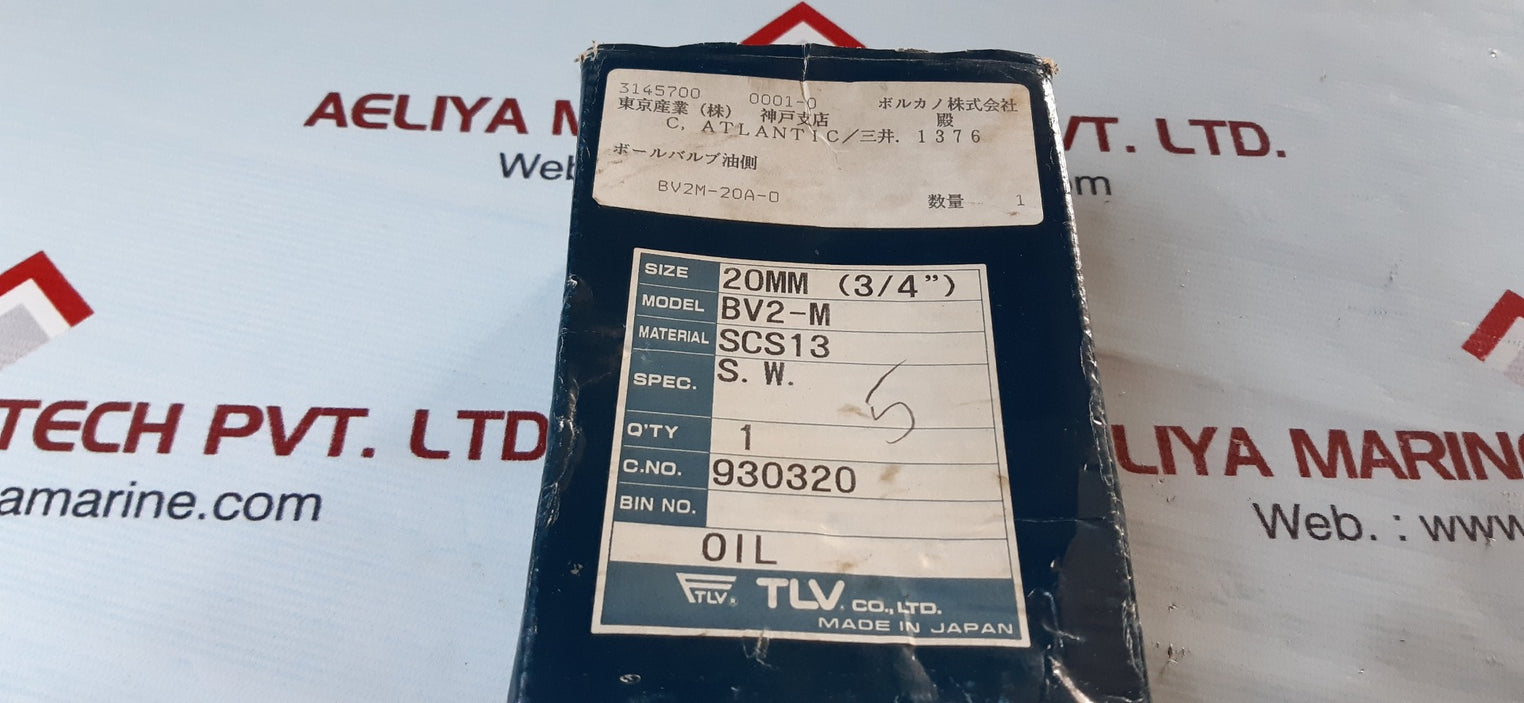 AELIYA M
VT. LTD.
Web
om
3145700 0001-0 ボルカノ株式会社
東京産業(株) 神戸支店 殿
C, ATLANTIC/三井. 1376
ボールバルブ油側
BV2M-20A-O
数量 1
SIZE 20MM (3/4”)
MODEL BV2-M
MATERIAL SCS13
SPEC. S. W.
5
Q'TY 1
C.NO. 930320
BIN NO.
OIL
TLV® TLV. CO., LTD.
MADE IN JAPAN
TECH PVT. LTD
amarine.com
LIYA MARIN
Web. : www